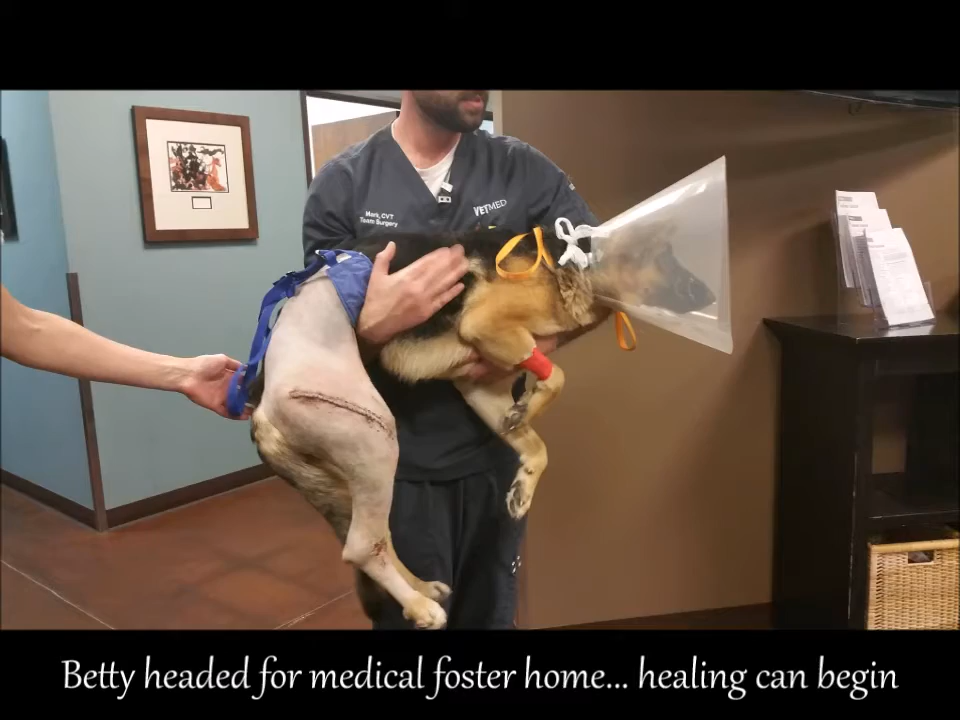 Mark, CVT
Team Surgery
VETMED
Betty headed for medical foster home... healing can begin